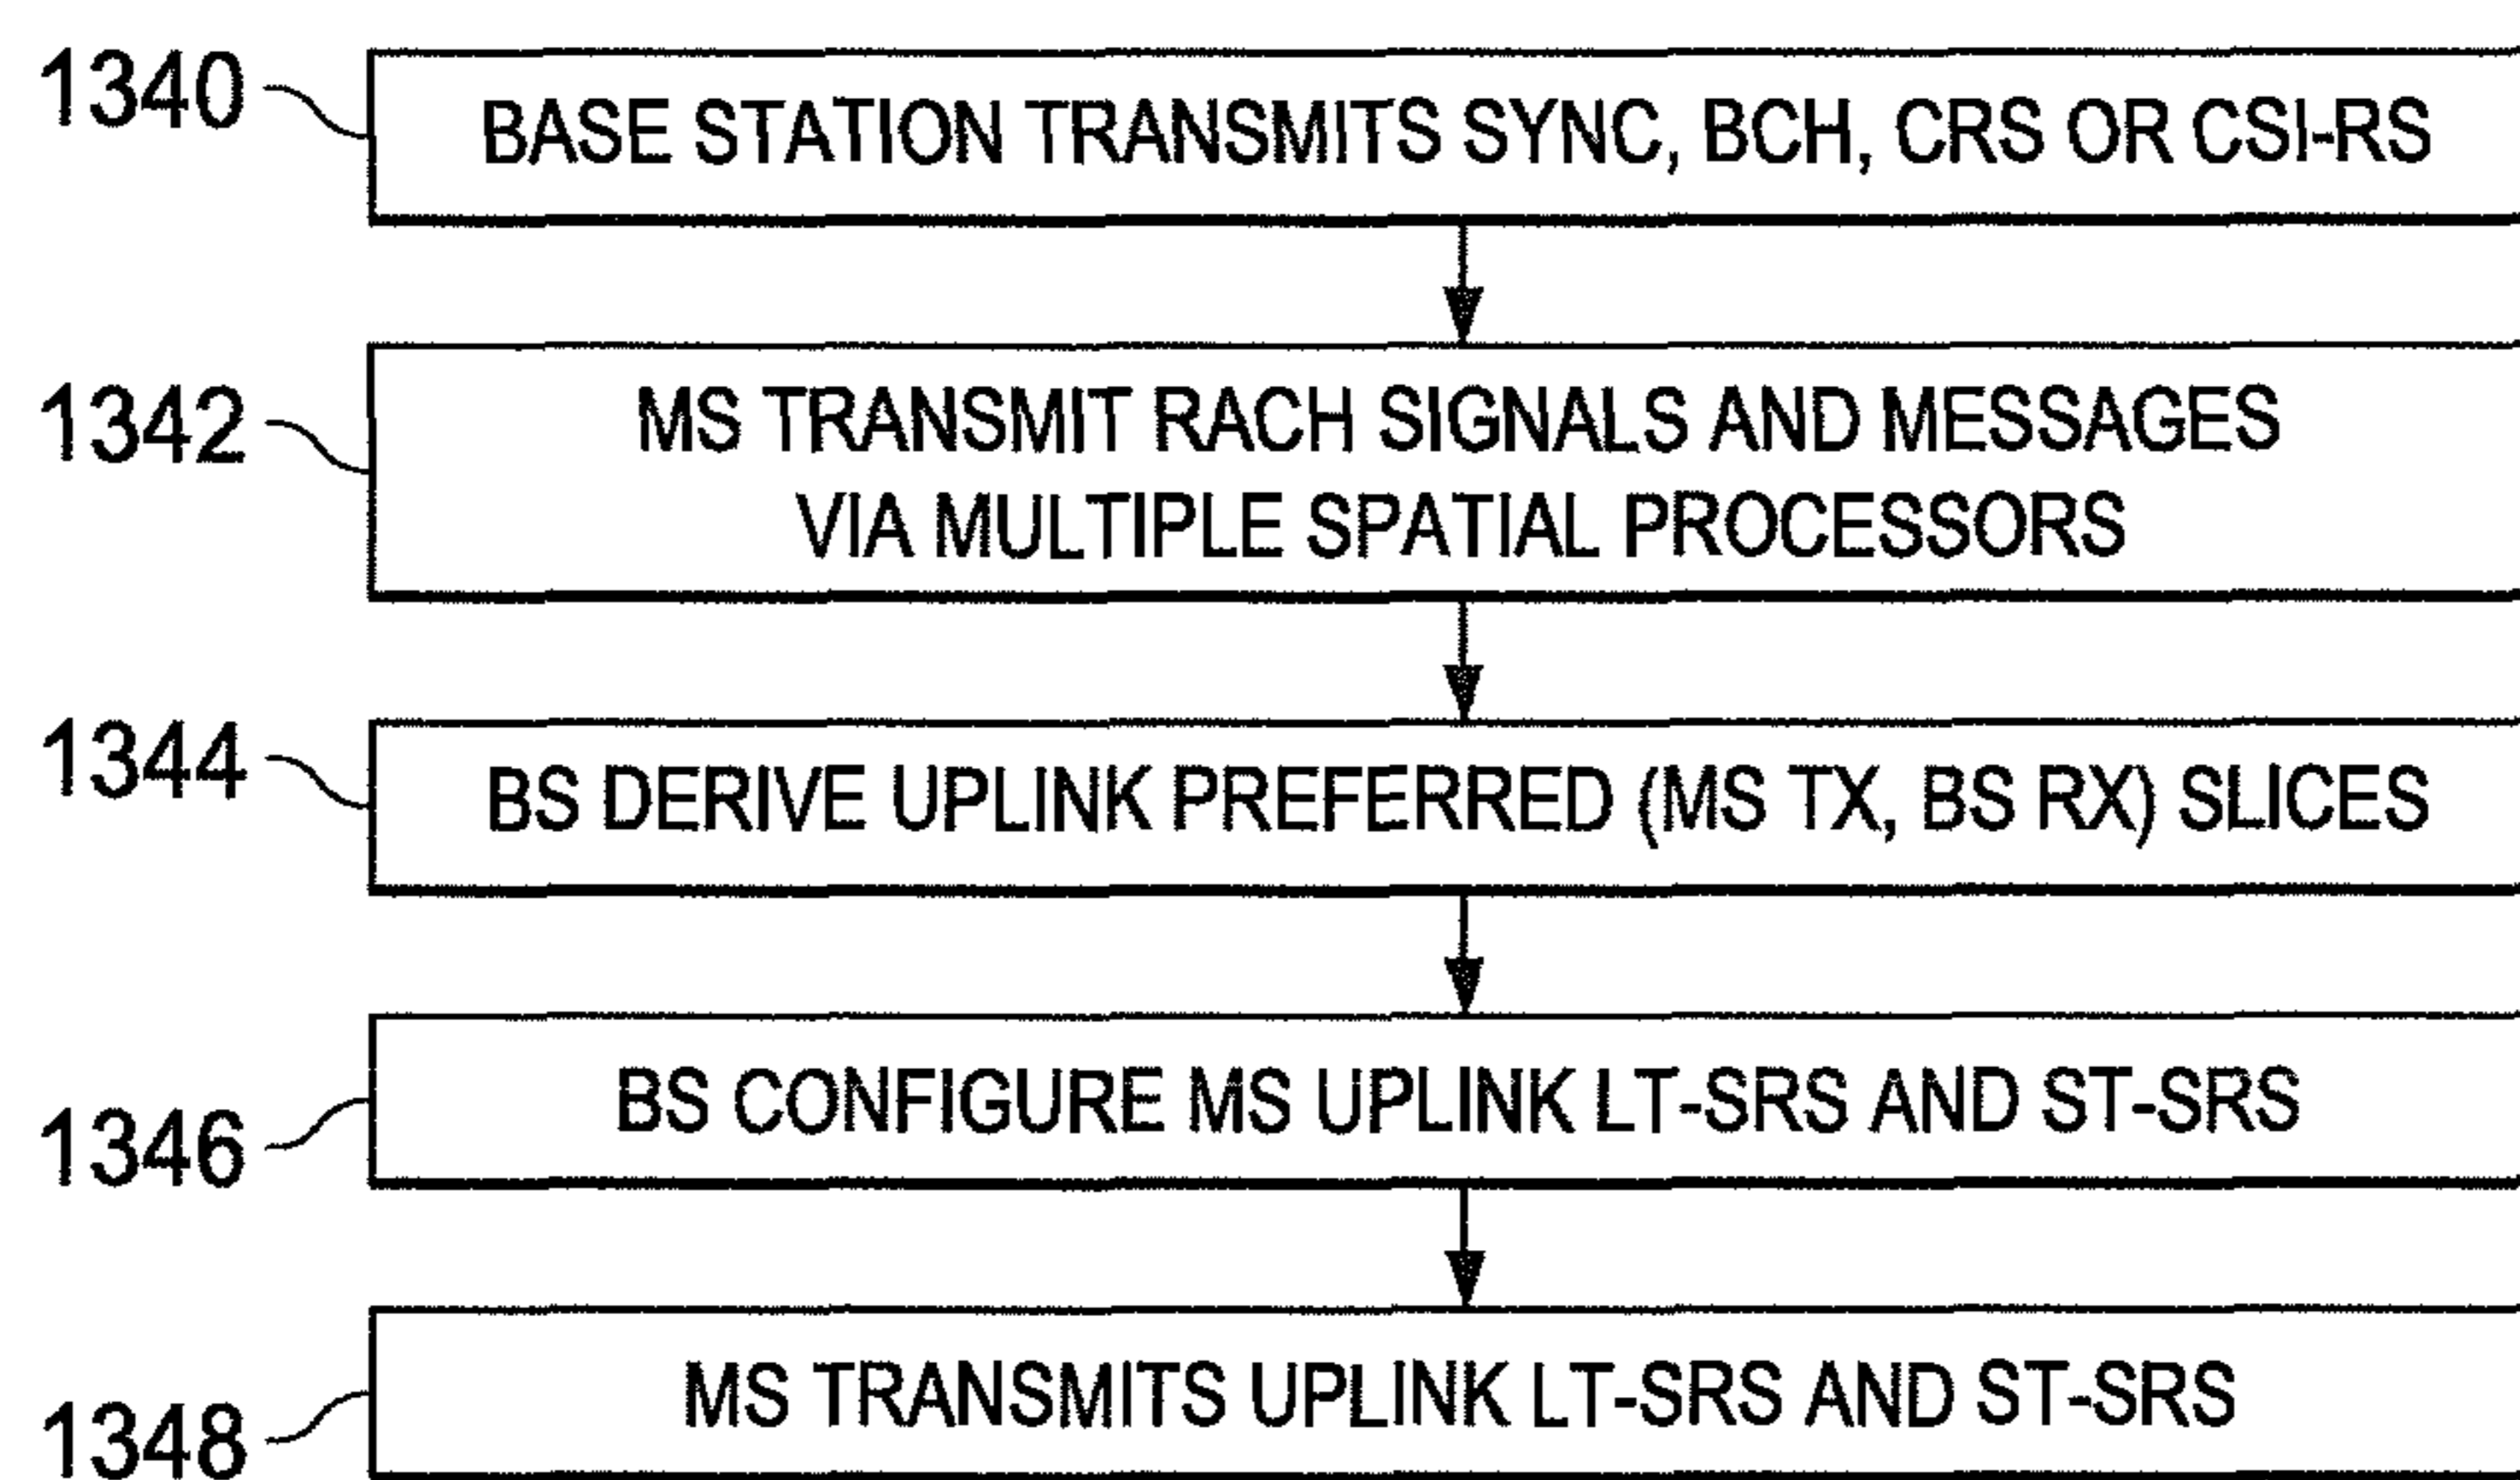 1340
BASE STATION TRANSMITS SYNC, BCH, CRS OR CSI-RS
1342
MS TRANSMIT RACH SIGNALS AND MESSAGES
VIA MULTIPLE SPATIAL PROCESSORS
1344
BS DERIVE UPLINK PREFERRED (MS TX, BS RX) SLICES
1346
BS CONFIGURE MS UPLINK LT-SRS AND ST-SRS
1348
MS TRANSMITS UPLINK LT-SRS AND ST-SRS